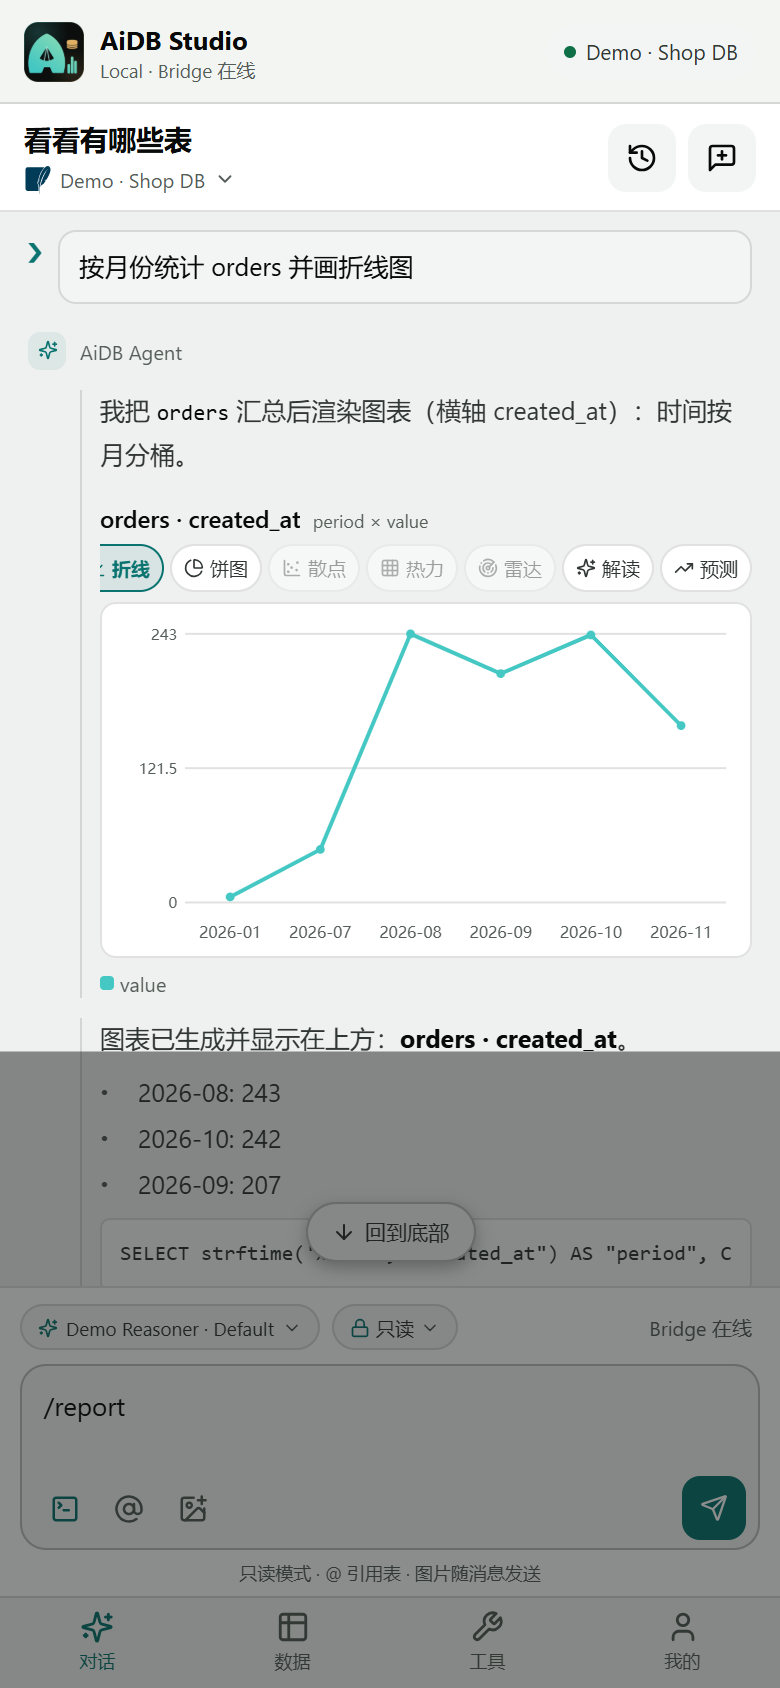 AiDB Studio
Local · Bridge 在线
Demo · Shop DB
看看有哪些表
Demo · Shop DB
按月份统计 orders 并画折线图
AiDB Agent
我把 orders 汇总后渲染图表（横轴 created_at）：时间按
月分桶。
orders · created_at period × value
折线 饼图 散点 热力 雷达 解读 预测
243
121.5
0
2026-01 2026-07 2026-08 2026-09 2026-10 2026-11
value
图表已生成并显示在上方：orders · created_at。
• 2026-08: 243
• 2026-10: 242
• 2026-09: 207
回到底部
SELECT strftime(' ated_at") AS "period", C
Demo Reasoner · Default
只读
Bridge 在线
/report
只读模式 · @ 引用表 · 图片随消息发送
对话 数据 工具 我的